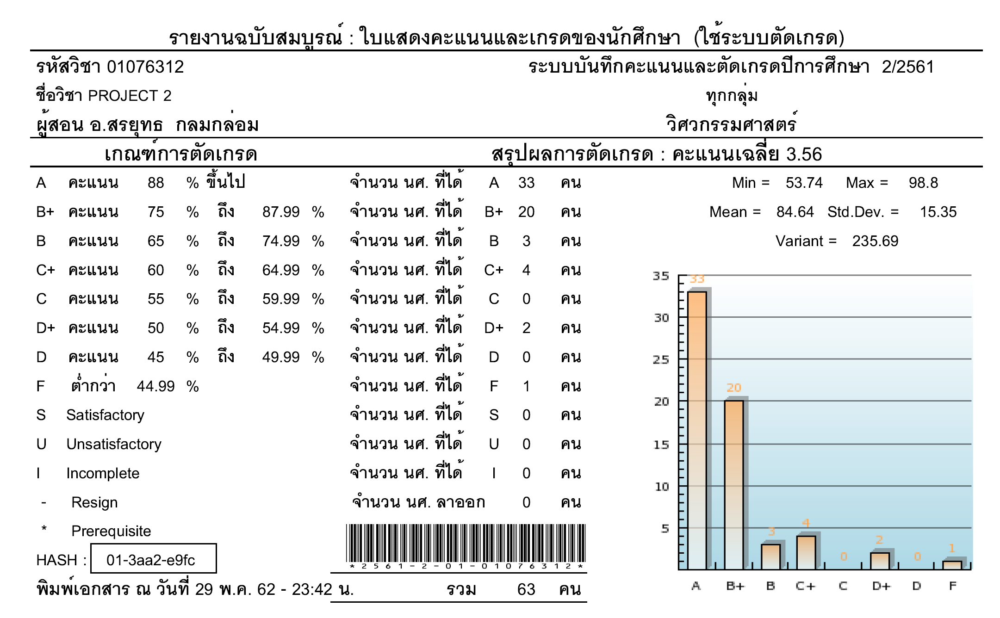 รายงานฉบับสมบูรณ์ : ใบแสดงคะแนนและเกรดของนักศึกษา (ใช้ระบบตัดเกรด)
รหัสวิชา 01076312 ระบบบันทึกคะแนนและตัดเกรดปีการศึกษา 2/2561
ชื่อวิชา PROJECT 2 ทุกกลุ่ม
ผู้สอน อ.สรยุทธ กลมกล่อม วิศวกรรมศาสตร์
เกณฑ์การตัดเกรด สรุปผลการตัดเกรด : คะแนนเฉลี่ย 3.56
A คะแนน 88 % ขึ้นไป จำนวน นศ. ที่ได้ A 33 คน Min = 53.74 Max = 98.8
B+ คะแนน 75 % ถึง 87.99 % จำนวน นศ. ที่ได้ B+ 20 คน Mean = 84.64 Std.Dev. = 15.35
B คะแนน 65 % ถึง 74.99 % จำนวน นศ. ที่ได้ B 3 คน Variant = 235.69
C+ คะแนน 60 % ถึง 64.99 % จำนวน นศ. ที่ได้ C+ 4 คน
C คะแนน 55 % ถึง 59.99 % จำนวน นศ. ที่ได้ C 0 คน
D+ คะแนน 50 % ถึง 54.99 % จำนวน นศ. ที่ได้ D+ 2 คน
D คะแนน 45 % ถึง 49.99 % จำนวน นศ. ที่ได้ D 0 คน
F ต่ำกว่า 44.99 % จำนวน นศ. ที่ได้ F 1 คน
S Satisfactory จำนวน นศ. ที่ได้ S 0 คน
U Unsatisfactory จำนวน นศ. ที่ได้ U 0 คน
I Incomplete จำนวน นศ. ที่ได้ I 0 คน
- Resign จำนวน นศ. ลาออก 0 คน
* Prerequisite
HASH : 01-3aa2-e9fc
*2561-2-01-01076312*
พิมพ์เอกสาร ณ วันที่ 29 พ.ค. 62 - 23:42 น. รวม 63 คน
35
30
25
20
15
10
5
33 20 3 4 0 2 0 1
A B+ B C+ C D+ D F